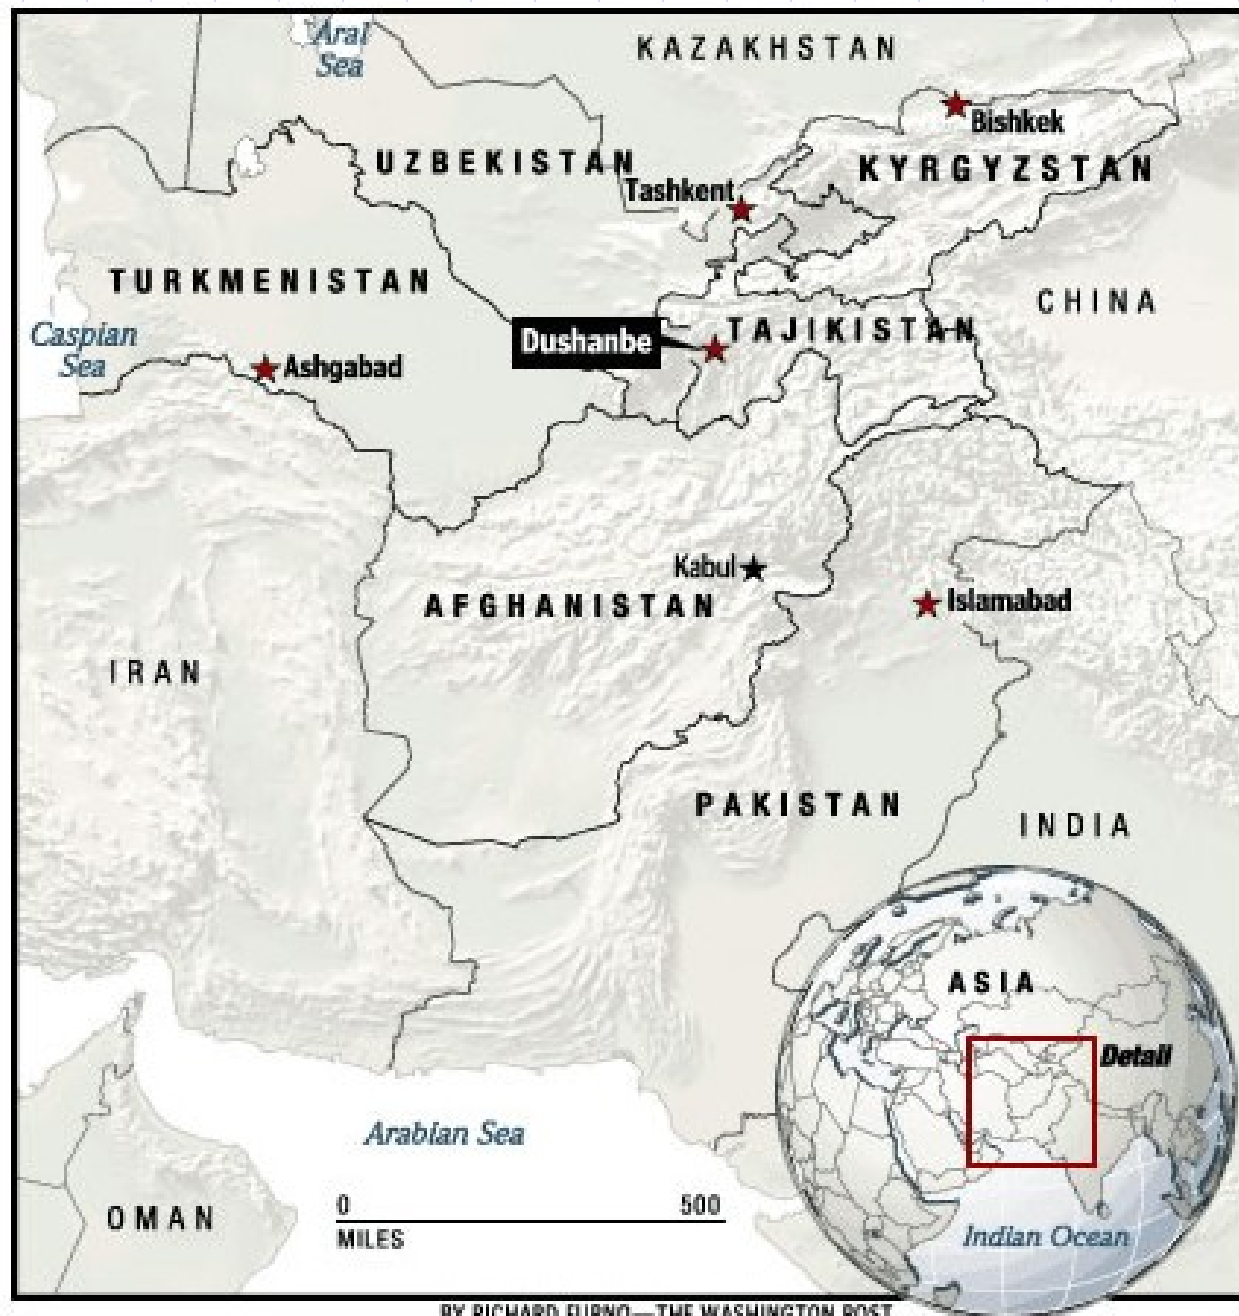 Aral
Sea
KAZAKHSTAN
Bishkek
UZBEKISTAN
KYRGYZSTAN
Tashkent
TURKMENISTAN
CHINA
Caspian
Sea
Dushanbe
TAJIKISTAN
Ashgabad
Kabul
AFGHANISTAN
Islamabad
IRAN
PAKISTAN
INDIA
ASIA
Detail
Arabian Sea
0 500
MILES
OMAN
Indian Ocean
BY RICHARD FURNO—THE WASHINGTON POST